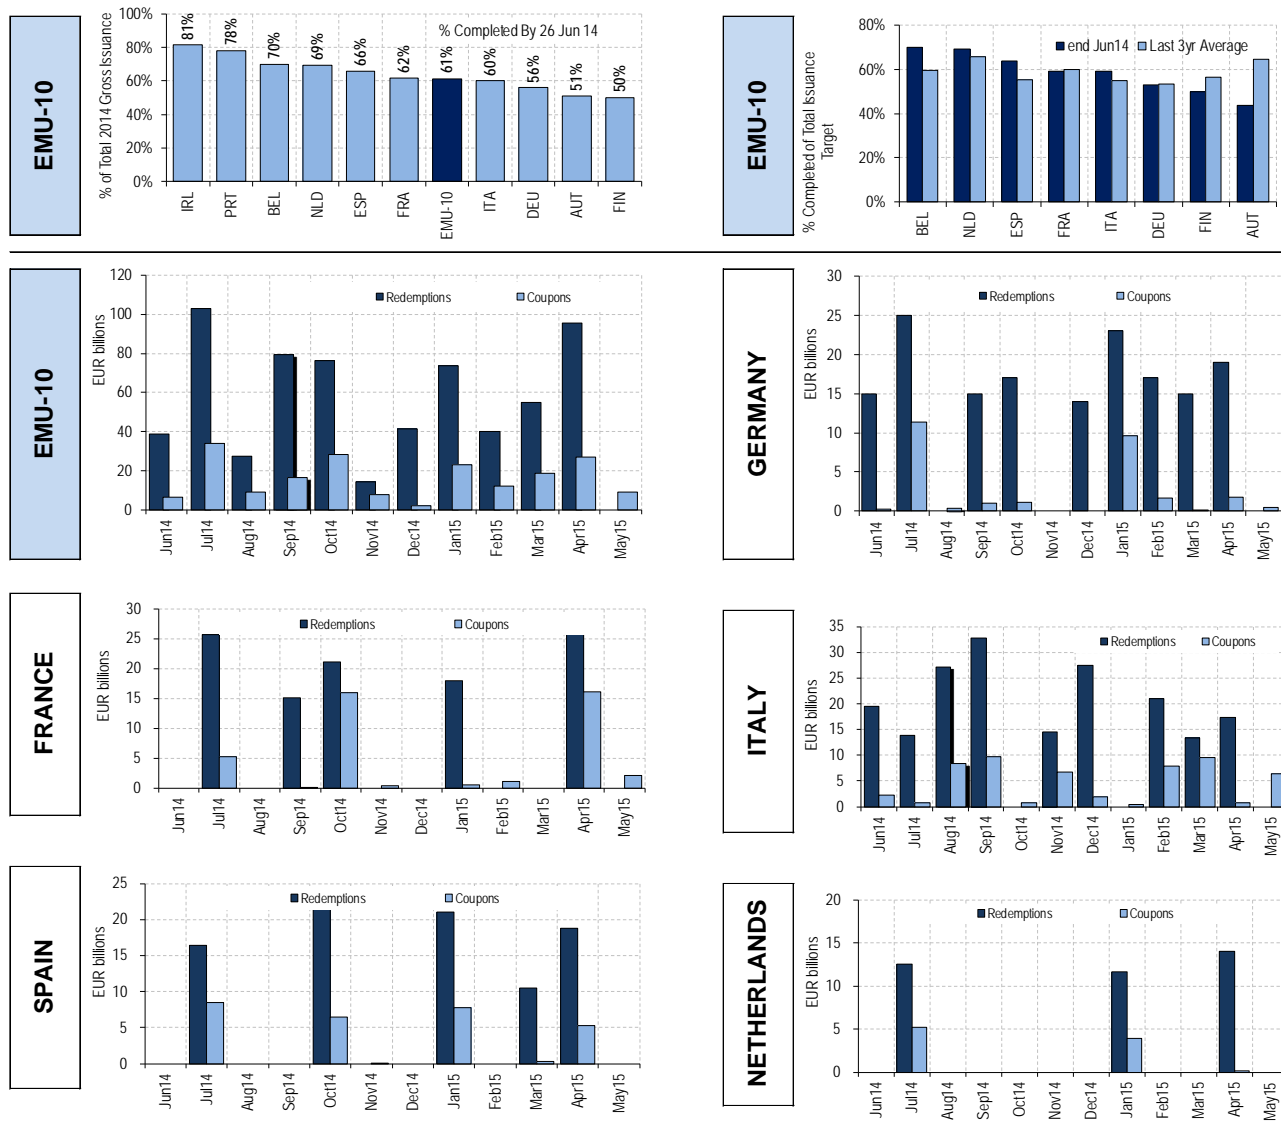 EMU-10
% of Total 2014 Gross Issuance
100%
80%
60%
40%
20%
0%
% Completed By 26 Jun 14
81%
78%
70%
69%
66%
62%
61%
60%
56%
51%
50%
IRL
PRT
BEL
NLD
ESP
FRA
EMU-10
ITA
DEU
AUT
FIN
EMU-10
% Completed of Total Issuance
Target
80%
60%
40%
20%
0%
end Jun14
Last 3yr Average
BEL
NLD
ESP
FRA
ITA
DEU
FIN
AUT
EMU-10
EUR billions
120
100
80
60
40
20
0
Redemptions
Coupons
Jun14
Jul14
Aug14
Sep14
Oct14
Nov14
Dec14
Jan15
Feb15
Mar15
Apr15
May15
GERMANY
EUR billions
30
25
20
15
10
5
0
Redemptions
Coupons
Jun14
Jul14
Aug14
Sep14
Oct14
Nov14
Dec14
Jan15
Feb15
Mar15
Apr15
May15
FRANCE
EUR billions
30
25
20
15
10
5
0
Redemptions
Coupons
Jun14
Jul14
Aug14
Sep14
Oct14
Nov14
Dec14
Jan15
Feb15
Mar15
Apr15
May15
ITALY
EUR billions
35
30
25
20
15
10
5
0
Redemptions
Coupons
Jun14
Jul14
Aug14
Sep14
Oct14
Nov14
Dec14
Jan15
Feb15
Mar15
Apr15
May15
SPAIN
EUR billions
25
20
15
10
5
0
Redemptions
Coupons
Jun14
Jul14
Aug14
Sep14
Oct14
Nov14
Dec14
Jan15
Feb15
Mar15
Apr15
May15
NETHERLANDS
EUR billions
20
15
10
5
0
Redemptions
Coupons
Jun14
Jul14
Aug14
Sep14
Oct14
Nov14
Dec14
Jan15
Feb15
Mar15
Apr15
May15